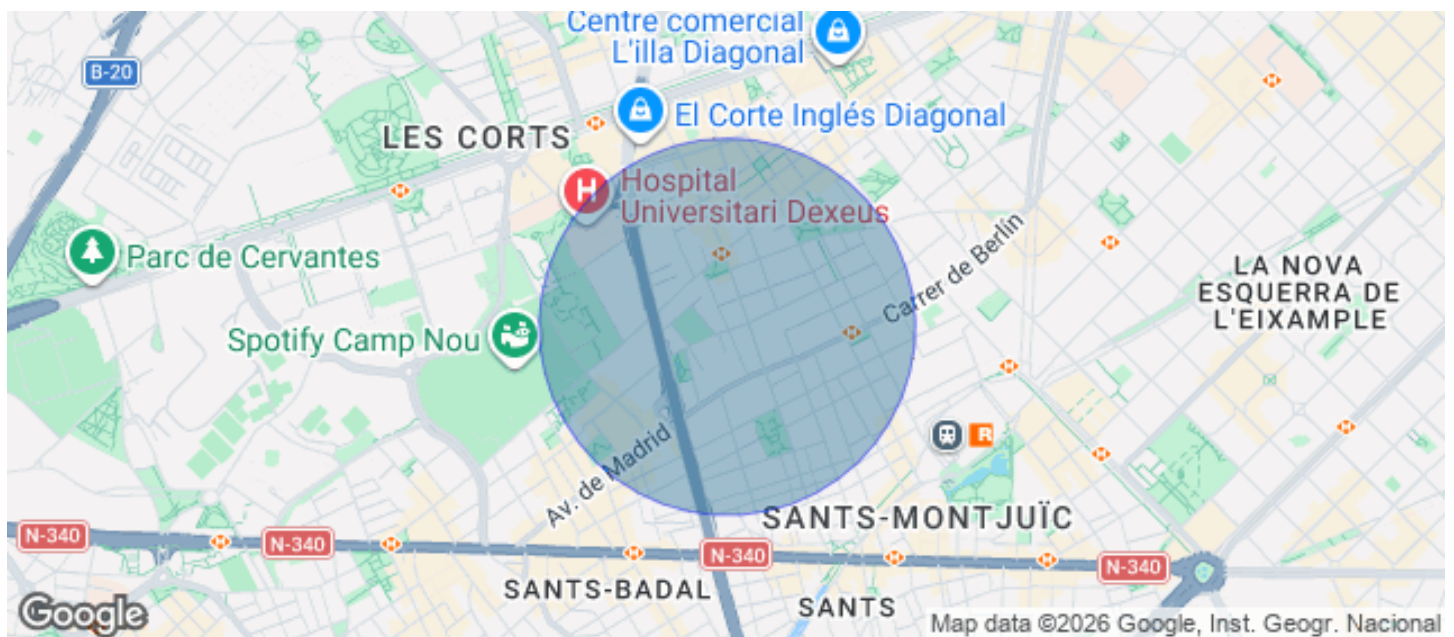 Centre comercial
L'illa Diagonal
B-20
El Corte Inglés Diagonal
LES CORTS
H
Hospital
Universitari Dexeus
Parc de Cervantes
Carrer de Berlín
LA NOVA
ESQUERRA DE
L'EIXAMPLE
Spotify Camp Nou
R
Av. de Madrid
SANTS-MONTJUÏC
N-340
N-340
N-340
N-340
SANTS-BADAL
SANTS
Google
Map data ©2026 Google, Inst. Geogr. Nacional